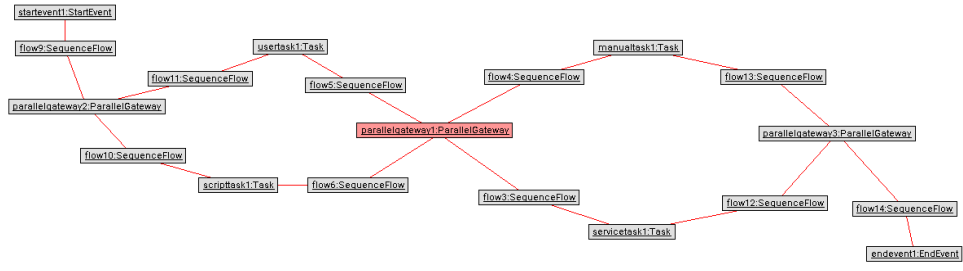 startevent1:StartEvent
flow9:SequenceFlow
usertask1:Task
manualtask1:Task
flow11:SequenceFlow
flow5:SequenceFlow
flow4:SequenceFlow
flow13:SequenceFlow
parallelgateway2:ParallelGateway
parallelgateway1:ParallelGateway
parallelgateway3:ParallelGateway
flow10:SequenceFlow
scripttask1:Task
flow6:SequenceFlow
flow3:SequenceFlow
flow12:SequenceFlow
flow14:SequenceFlow
servicetask1:Task
endevent1:EndEvent